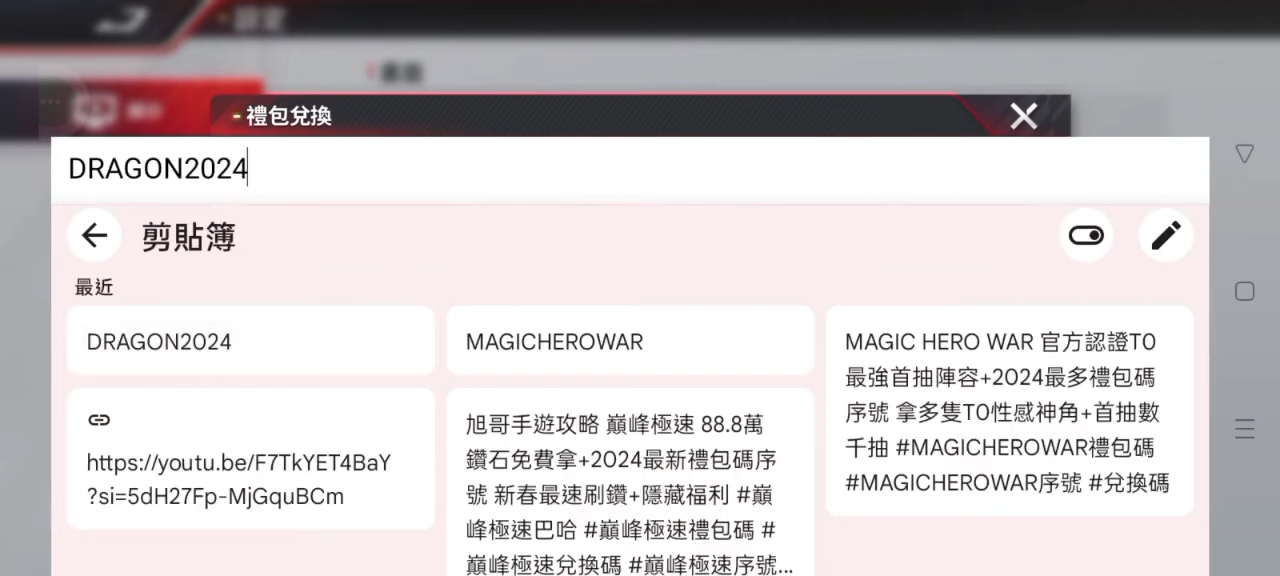 設定
畫面
禮包兌換
DRAGON2024
剪貼簿
最近
DRAGON2024
MAGICHEROWAR
MAGIC HERO WAR 官方認證T0
最強首抽陣容+2024最多禮包碼
序號 拿多隻T0性感神角+首抽數
千抽 #MAGICHEROWAR禮包碼
#MAGICHEROWAR序號 #兌換碼
https://youtu.be/F7TkYET4BaY
?si=5dH27Fp-MjGquBCm
旭哥手遊攻略 巔峰極速 88.8萬
鑽石免費拿+2024最新禮包碼序
號 新春最速刷鑽+隱藏福利 #巔
峰極速巴哈 #巔峰極速禮包碼 #
巔峰極速兌換碼 #巔峰極速序號...